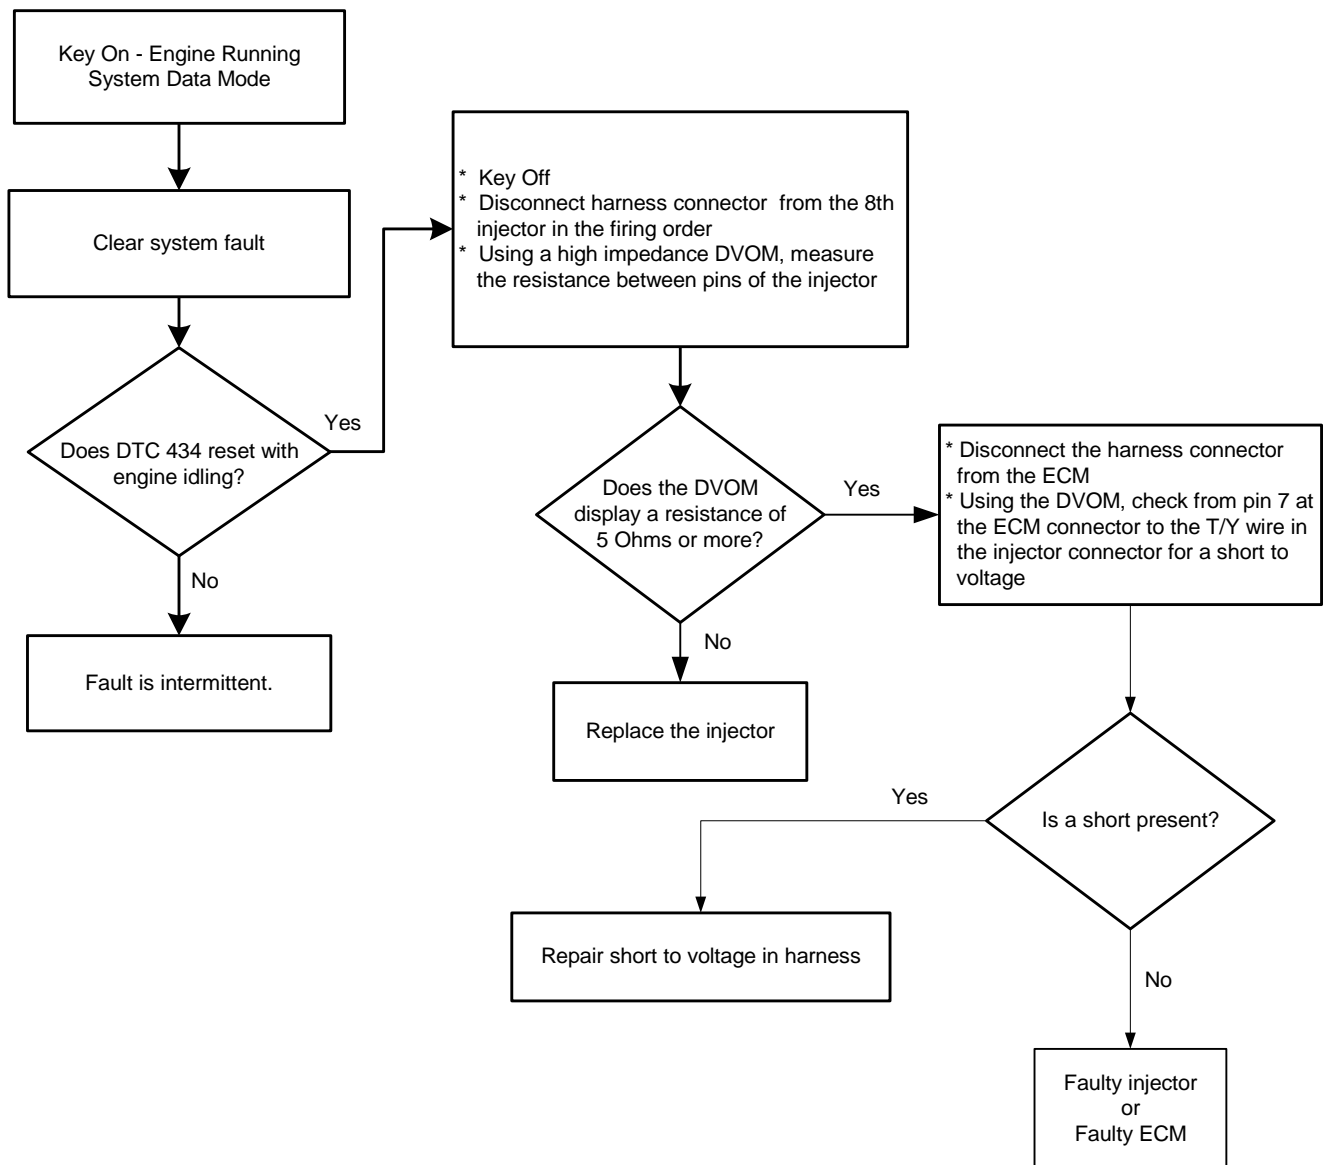 Key On - Engine Running
System Data Mode
Clear system fault
Does DTC 434 reset with
engine idling?
Yes
No
Fault is intermittent.
* Key Off
* Disconnect harness connector from the 8th
injector in the firing order
* Using a high impedance DVOM, measure
the resistance between pins of the injector
Does the DVOM
display a resistance of
5 Ohms or more?
Yes
No
Replace the injector
* Disconnect the harness connector
from the ECM
* Using the DVOM, check from pin 7 at
the ECM connector to the T/Y wire in
the injector connector for a short to
voltage
Is a short present?
Yes
Repair short to voltage in harness
No
Faulty injector
or
Faulty ECM